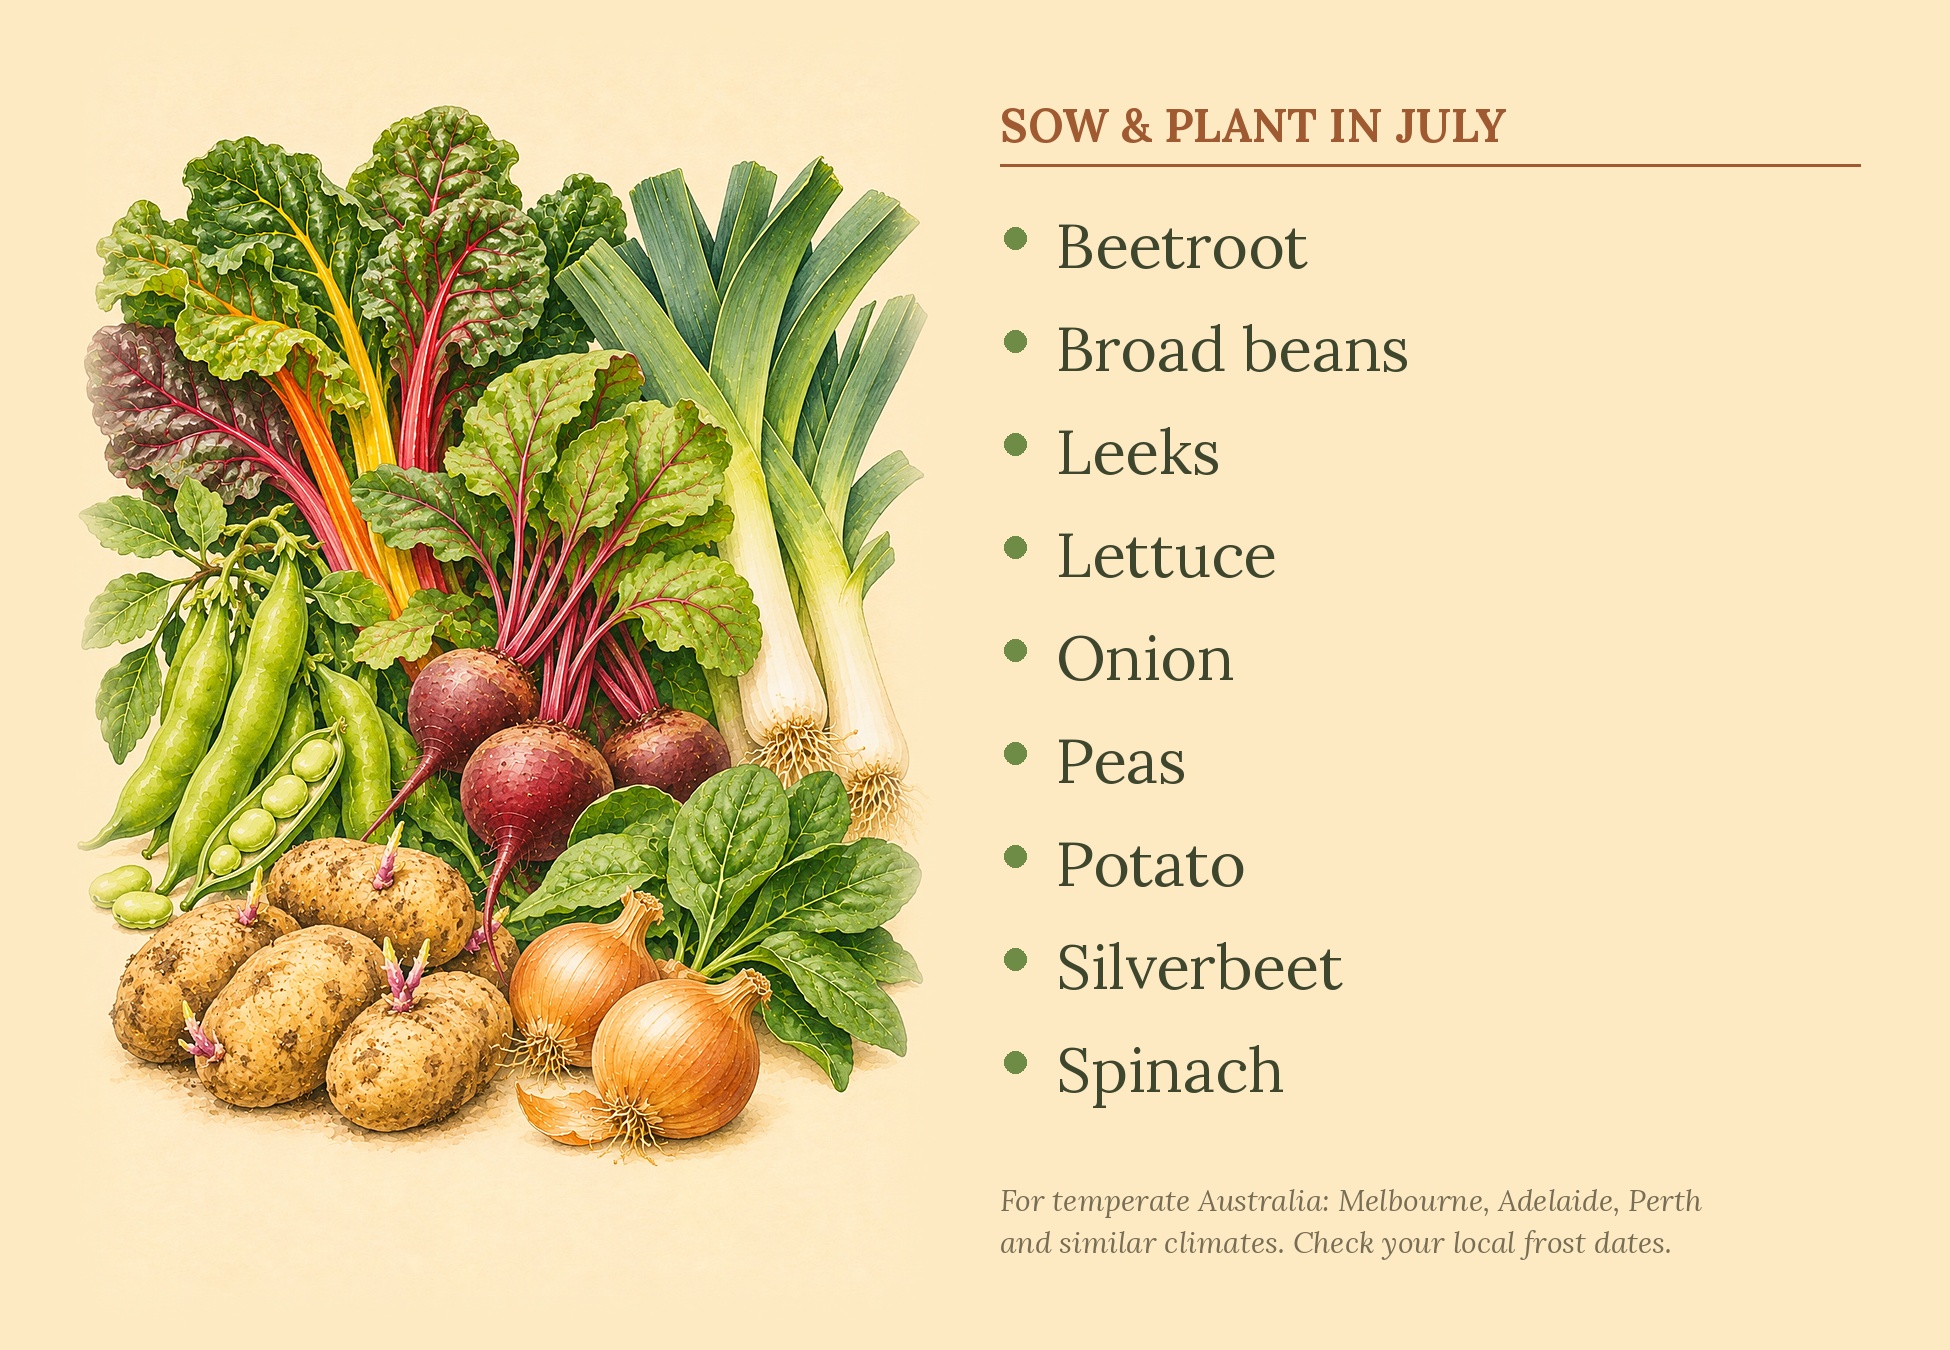 SOW & PLANT IN JULY
• Beetroot
• Broad beans
• Leeks
• Lettuce
• Onion
• Peas
• Potato
• Silverbeet
• Spinach
For temperate Australia: Melbourne, Adelaide, Perth
and similar climates. Check your local frost dates.